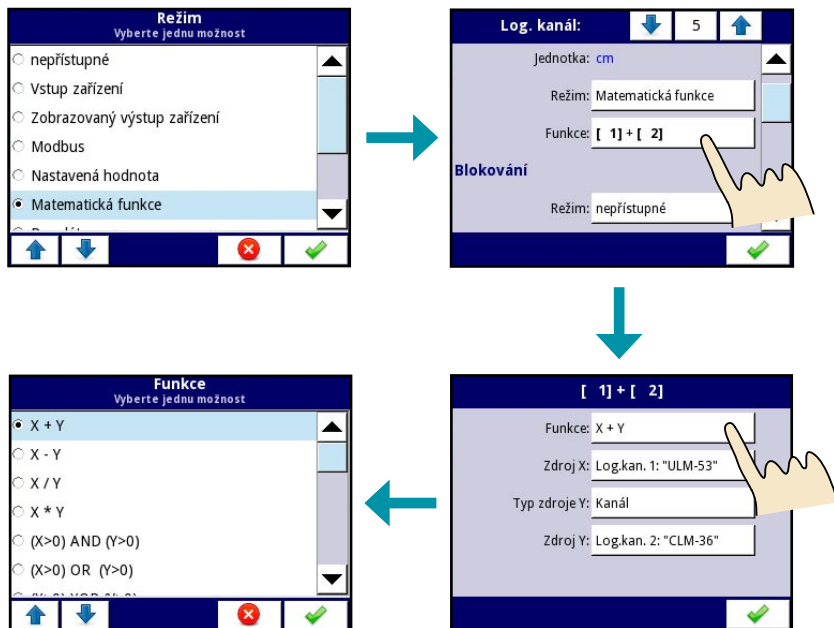 Režim
Vyberte jednu možnost
nepřístupné
Vstup zařízení
Zobrazovaný výstup zařízení
Modbus
Nastavená hodnota
Matematická funkce
Log. kanál: 5
Jednotka: cm
Režim: Matematická funkce
Funkce: [ 1] + [ 2]
Blokování
Režim: nepřístupné
[ 1] + [ 2]
Funkce: X + Y
Zdroj X: Log.kan. 1: "ULM-53"
Typ zdroje Y: Kanál
Zdroj Y: Log.kan. 2: "CLM-36"
Funkce
Vyberte jednu možnost
X + Y
X - Y
X / Y
X * Y
(X>0) AND (Y>0)
(X>0) OR (Y>0)